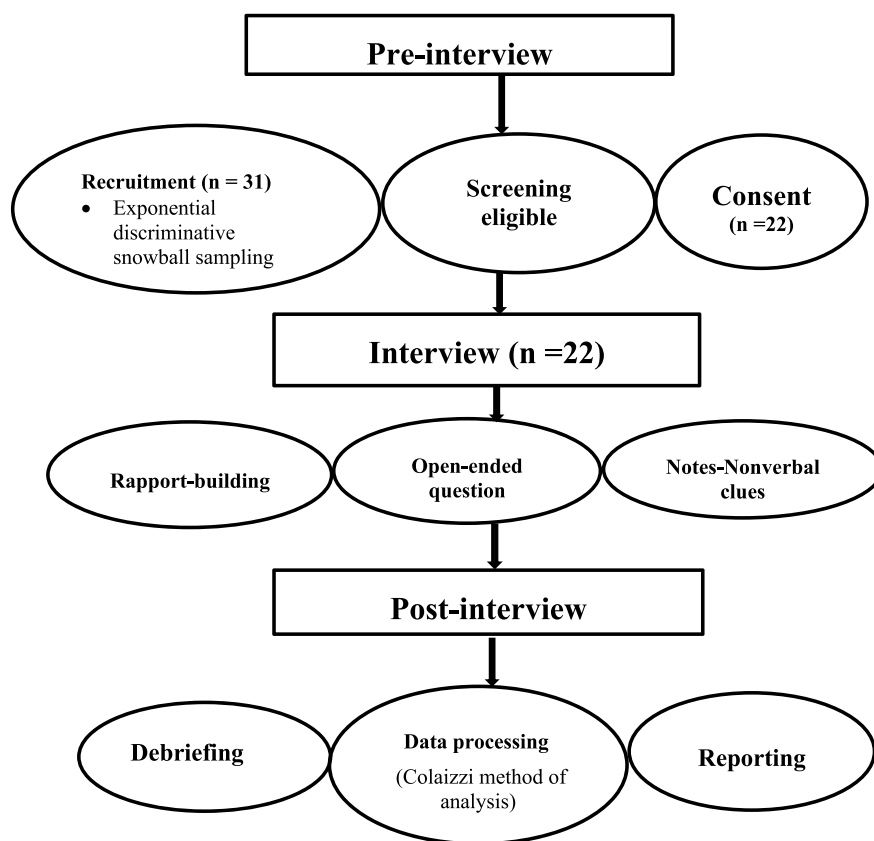 Pre-interview
Recruitment (n = 31)
• Exponential
discriminative
snowball sampling
Screening
eligible
Consent
(n =22)
Interview (n =22)
Rapport-building
Open-ended
question
Notes-Nonverbal
clues
Post-interview
Debriefing
Data processing
(Colaizzi method of
analysis)
Reporting